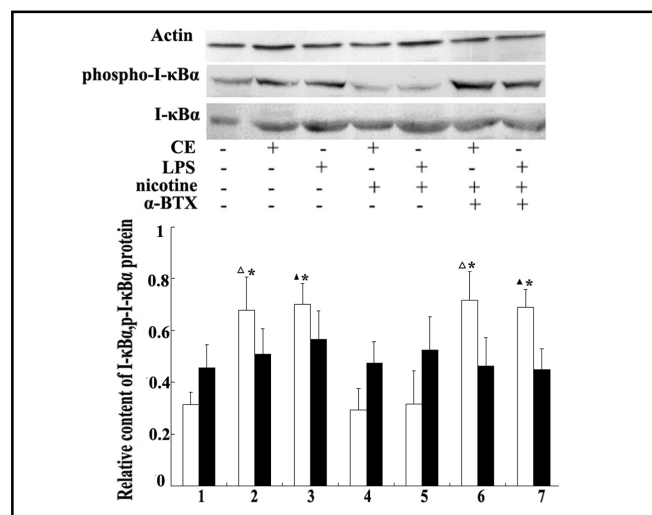 Actin
phospho-I-κBα
I-κBα
CE - + - + - + -
LPS - - + - + - +
nicotine - - - + + + +
α-BTX - - - - - + +
Relative content of I-κBα,p-I-κBα protein
1
0.8
0.6
0.4
0.2
0
△ * ▲ * △ * ▲ *
1 2 3 4 5 6 7